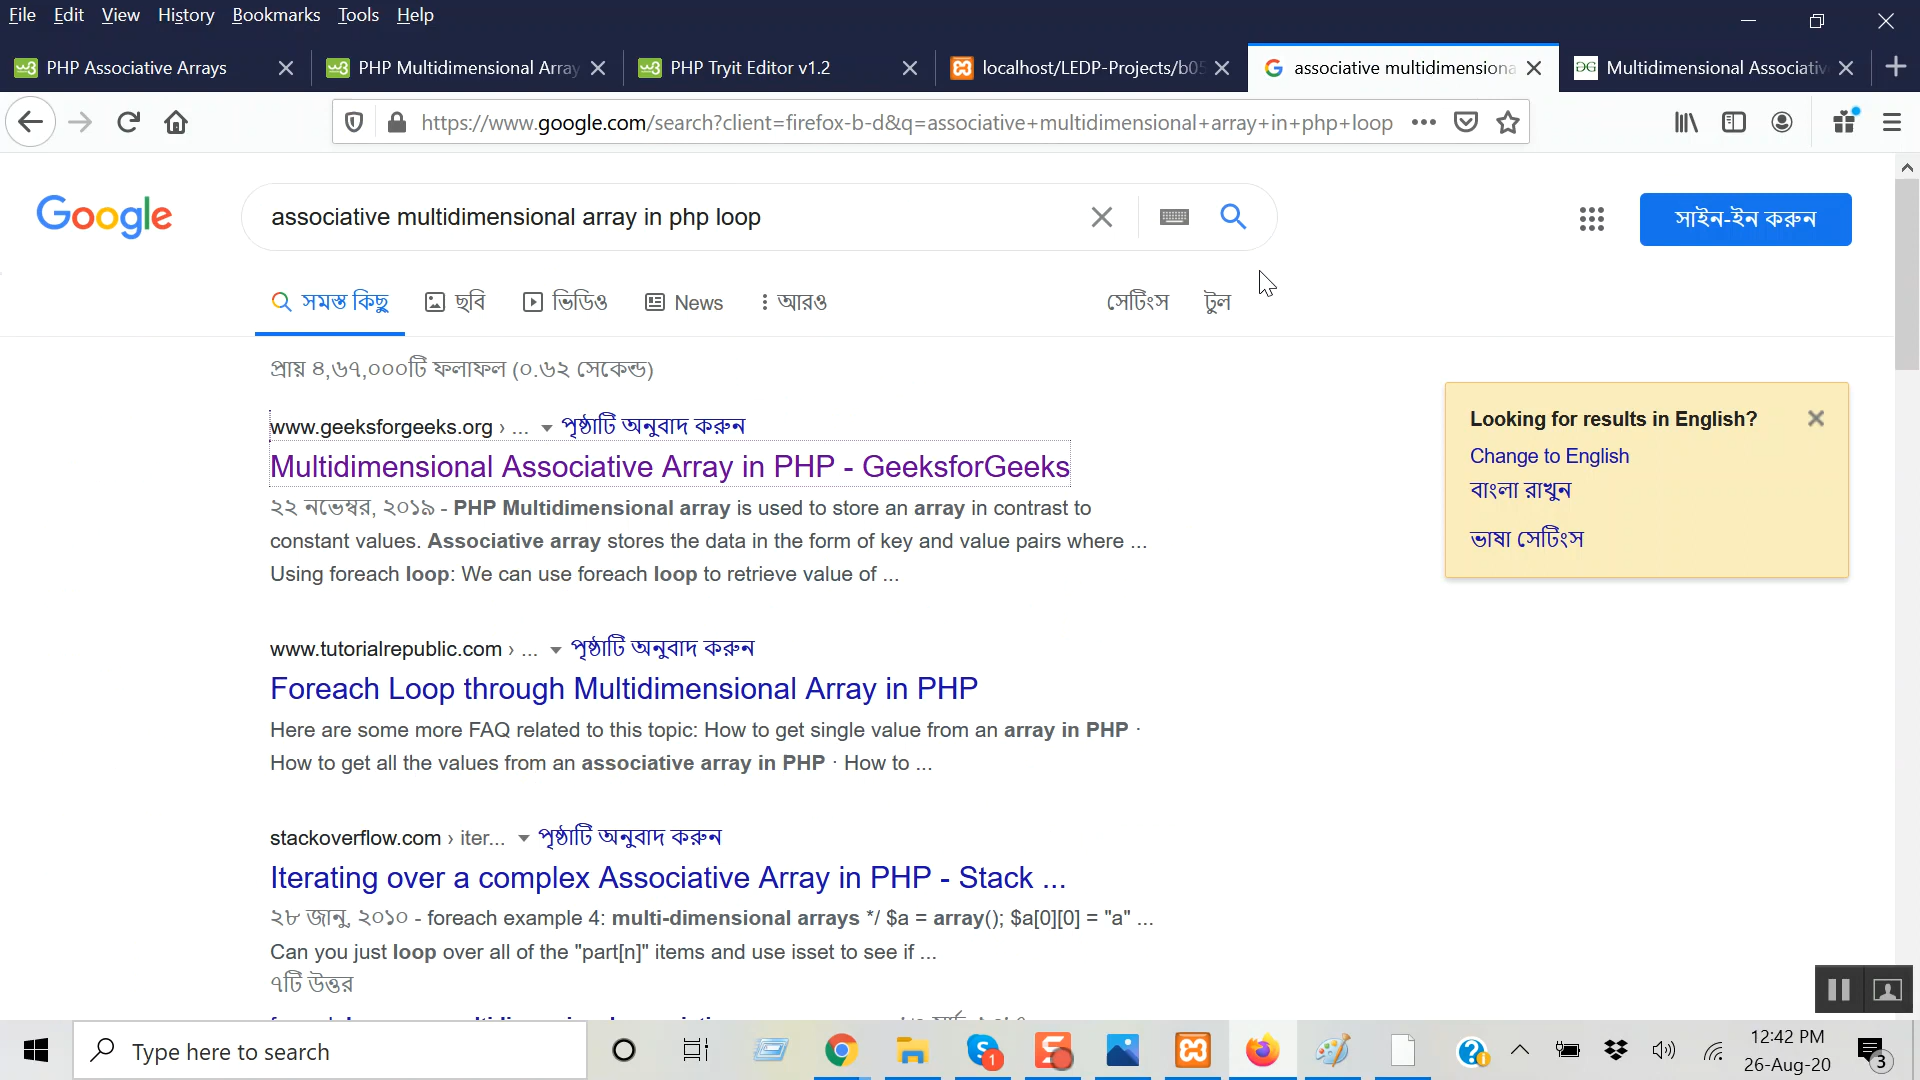 File Edit View History Bookmarks Tools Help
PHP Associative Arrays
PHP Multidimensional Array
PHP Tryit Editor v1.2
localhost/LEDP-Projects/b05
associative multidimensiona
Multidimensional Associativ
https://www.google.com/search?client=firefox-b-d&q=associative+multidimensional+array+in+php+loop
Google
associative multidimensional array in php loop
সাইন-ইন করুন
সমস্ত কিছু ছবি ভিডিও News আরও সেটিংস টুল
প্রায় ৪,৬৭,০০০টি ফলাফল (০.৬২ সেকেন্ড)
www.geeksforgeeks.org › ... পৃষ্ঠাটি অনুবাদ করুন
Multidimensional Associative Array in PHP - GeeksforGeeks
২২ নভেম্বর, ২০১৯ - PHP Multidimensional array is used to store an array in contrast to
constant values. Associative array stores the data in the form of key and value pairs where ...
Using foreach loop: We can use foreach loop to retrieve value of ...
Looking for results in English?
Change to English
বাংলা রাখুন
ভাষা সেটিংস
www.tutorialrepublic.com › ... পৃষ্ঠাটি অনুবাদ করুন
Foreach Loop through Multidimensional Array in PHP
Here are some more FAQ related to this topic: How to get single value from an array in PHP ·
How to get all the values from an associative array in PHP · How to ...
stackoverflow.com › iter... পৃষ্ঠাটি অনুবাদ করুন
Iterating over a complex Associative Array in PHP - Stack ...
২৮ জানু, ২০১০ - foreach example 4: multi-dimensional arrays */ $a = array(); $a[0][0] = "a" ...
Can you just loop over all of the "part[n]" items and use isset to see if ...
৭টি উত্তর
Type here to search
1
12:42 PM
26-Aug-20
3